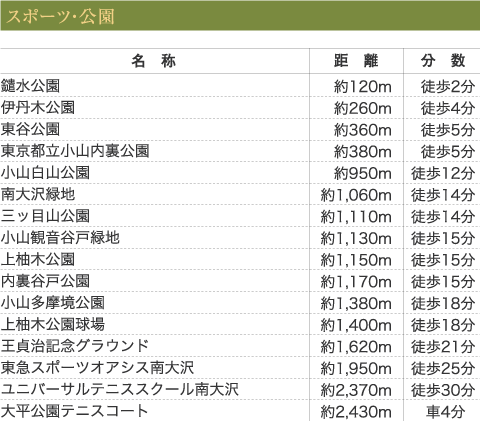 スポーツ・公園
名 称 距 離 分 数
鑓水公園 約120m 徒歩2分
伊丹木公園 約260m 徒歩4分
東谷公園 約360m 徒歩5分
東京都立小山内裏公園 約380m 徒歩5分
小山白山公園 約950m 徒歩12分
南大沢緑地 約1,060m 徒歩14分
三ッ目山公園 約1,110m 徒歩14分
小山観音谷戸緑地 約1,130m 徒歩15分
上柚木公園 約1,150m 徒歩15分
内裏谷戸公園 約1,170m 徒歩15分
小山多摩境公園 約1,380m 徒歩18分
上柚木公園球場 約1,400m 徒歩18分
王貞治記念グラウンド 約1,620m 徒歩21分
東急スポーツオアシス南大沢 約1,950m 徒歩25分
ユニバーサルテニススクール南大沢 約2,370m 徒歩30分
大平公園テニスコート 約2,430m 車4分